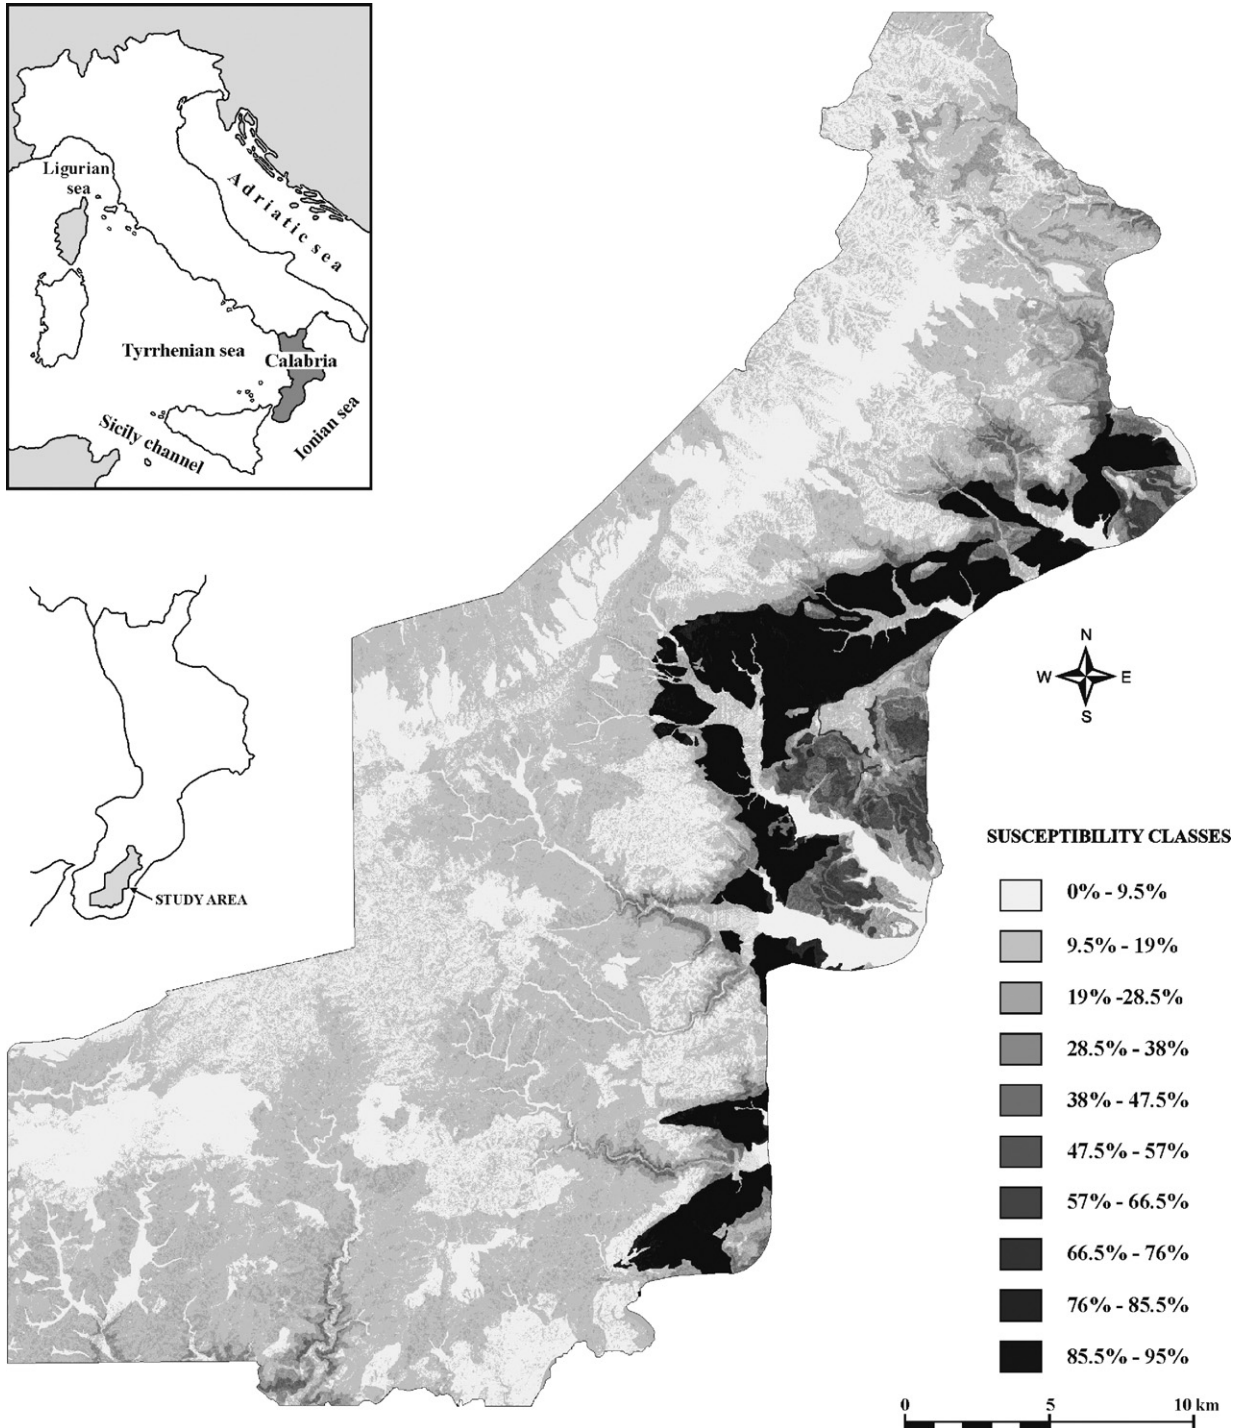 Ligurian
sea
Adriatic sea
Tyrrhenian sea
Calabria
Sicily channel
Ionian sea
STUDY AREA
N
W
E
S
SUSCEPTIBILITY CLASSES
0% - 9.5%
9.5% - 19%
19% -28.5%
28.5% - 38%
38% - 47.5%
47.5% - 57%
57% - 66.5%
66.5% - 76%
76% - 85.5%
85.5% - 95%
0 5 10 km